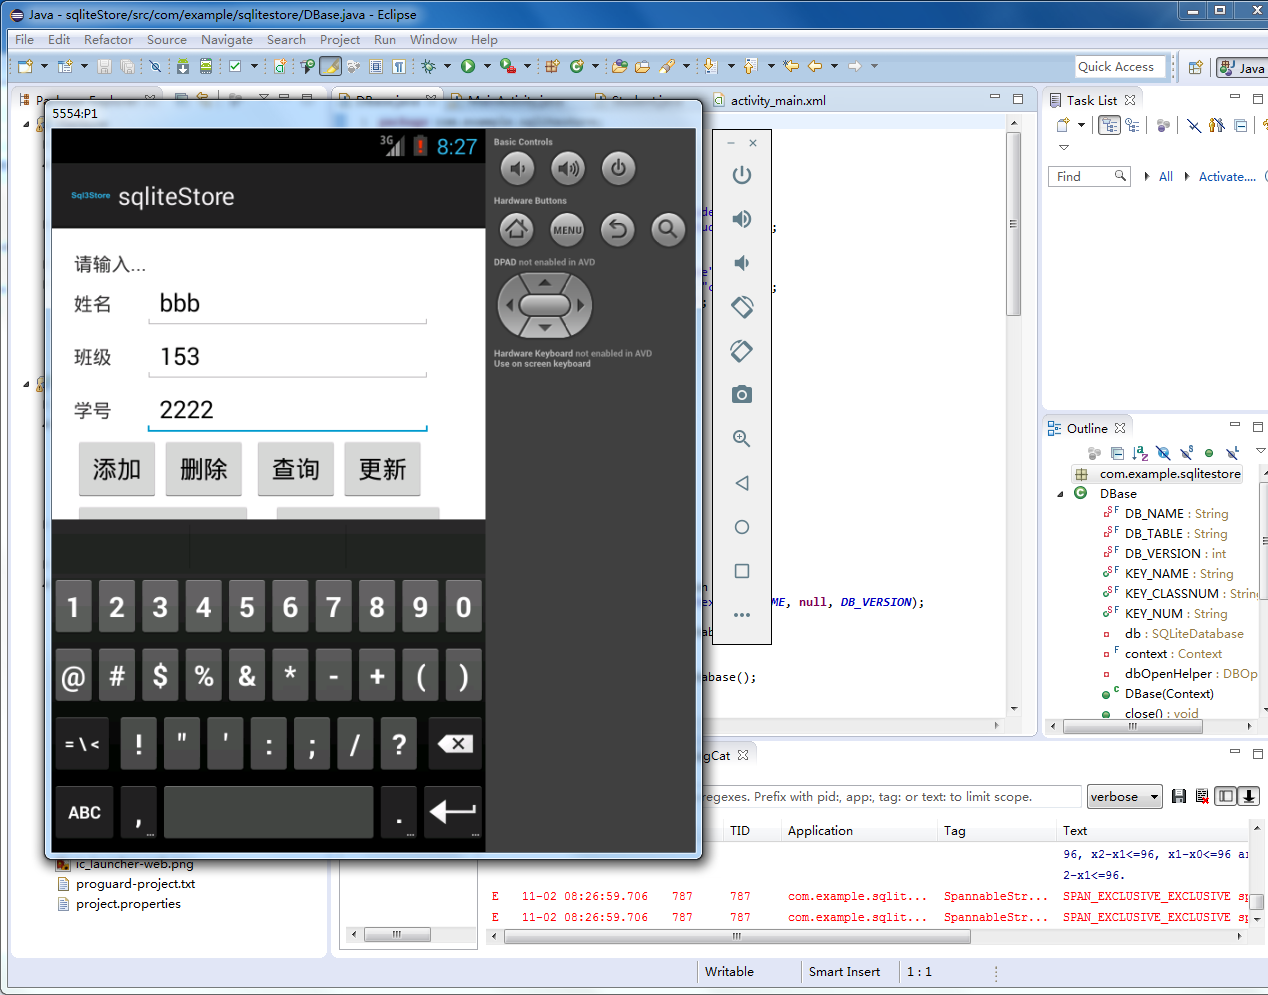 Java - sqliteStore/src/com/example/sqlitestore/DBase.java - Eclipse
File Edit Refactor Source Navigate Search Project Run Window Help
Quick Access
Java
activity_main.xml
5554:P1
3G 8:27
Sql3Store sqliteStore
请输入...
姓名 bbb
班级 153
学号 2222
添加 删除 查询 更新
1 2 3 4 5 6 7 8 9 0
@ # $ % & * - + ( )
= \ < ! " ' : ; / ?
ABC , .
Basic Controls
Hardware Buttons
MENU
DPAD not enabled in AVD
Hardware Keyboard not enabled in AVD
Use on screen keyboard
ME, null, DB_VERSION);
abase();
Task List
Find All Activate....
Outline
com.example.sqlitestore
DBase
DB_NAME : String
DB_TABLE : String
DB_VERSION : int
KEY_NAME : String
KEY_CLASSNUM : String
KEY_NUM : String
db : SQLiteDatabase
context : Context
dbOpenHelper : DBOp
DBase(Context)
close() : void
ic_launcher-web.png
proguard-project.txt
project.properties
gCat
regexes. Prefix with pid:, app:, tag: or text: to limit scope.
verbose
TID Application Tag Text
96, x2-x1<=96, x1-x0<=96 a
2-x1<=96.
E 11-02 08:26:59.706 787 787 com.example.sqlit... SpannableStr... SPAN_EXCLUSIVE_EXCLUSIVE sp
E 11-02 08:26:59.706 787 787 com.example.sqlit... SpannableStr... SPAN_EXCLUSIVE_EXCLUSIVE sp
Writable Smart Insert 1 : 1